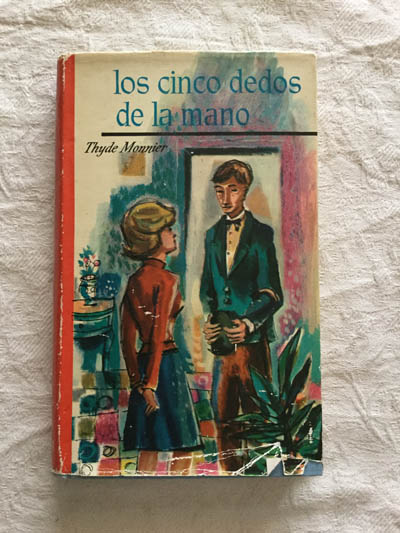 los cinco dedos
de la mano
Thyde Monnier